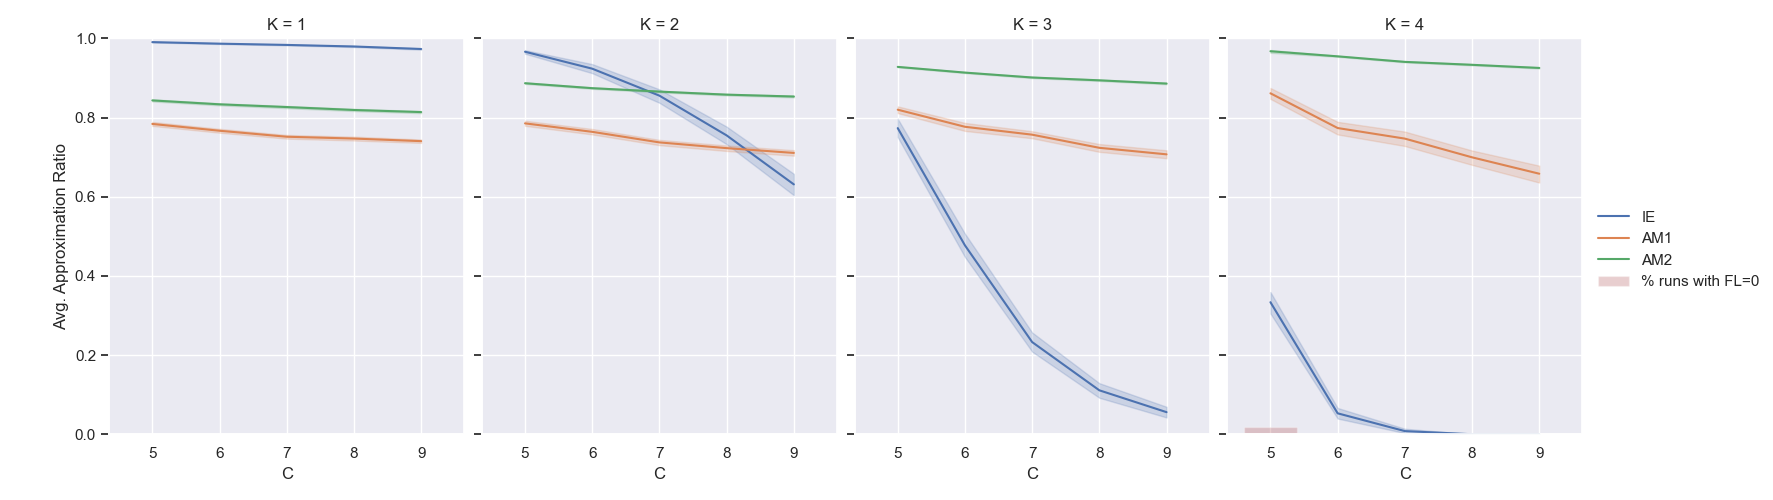 K = 1
K = 2
K = 3
K = 4
Avg. Approximation Ratio
1.0
0.8
0.6
0.4
0.2
0.0
5 6 7 8 9
C
5 6 7 8 9
C
5 6 7 8 9
C
5 6 7 8 9
C
IE
AM1
AM2
% runs with FL=0